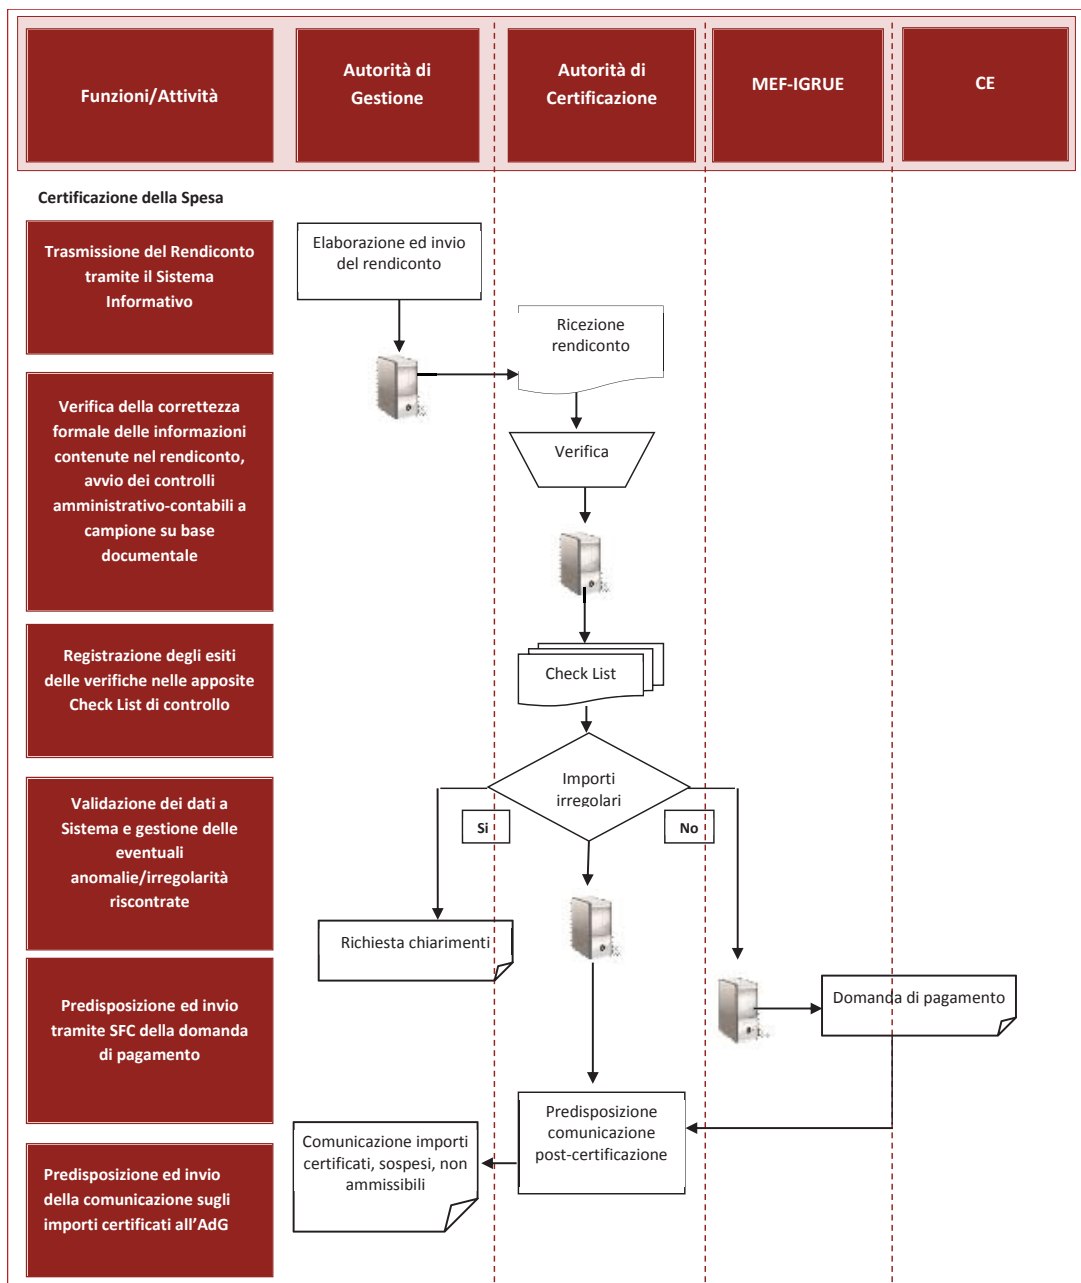 Funzioni/Attività
Autorità di
Gestione
Autorità di
Certificazione
MEF-IGRUE
CE
Certificazione della Spesa
Trasmissione del Rendiconto
tramite il Sistema
Informativo
Elaborazione ed invio
del rendiconto
Ricezione
rendiconto
Verifica della correttezza
formale delle informazioni
contenute nel rendiconto,
avvio dei controlli
amministrativo-contabili a
campione su base
documentale
Verifica
Registrazione degli esiti
delle verifiche nelle apposite
Check List di controllo
Check List
Importi
irregolari
Si
No
Validazione dei dati a
Sistema e gestione delle
eventuali
anomalie/irregolarità
riscontrate
Richiesta chiarimenti
Predisposizione ed invio
tramite SFC della domanda
di pagamento
Domanda di pagamento
Predisposizione
comunicazione
post-certificazione
Comunicazione importi
certificati, sospesi, non
ammissibili
Predisposizione ed invio
della comunicazione sugli
importi certificati all'AdG